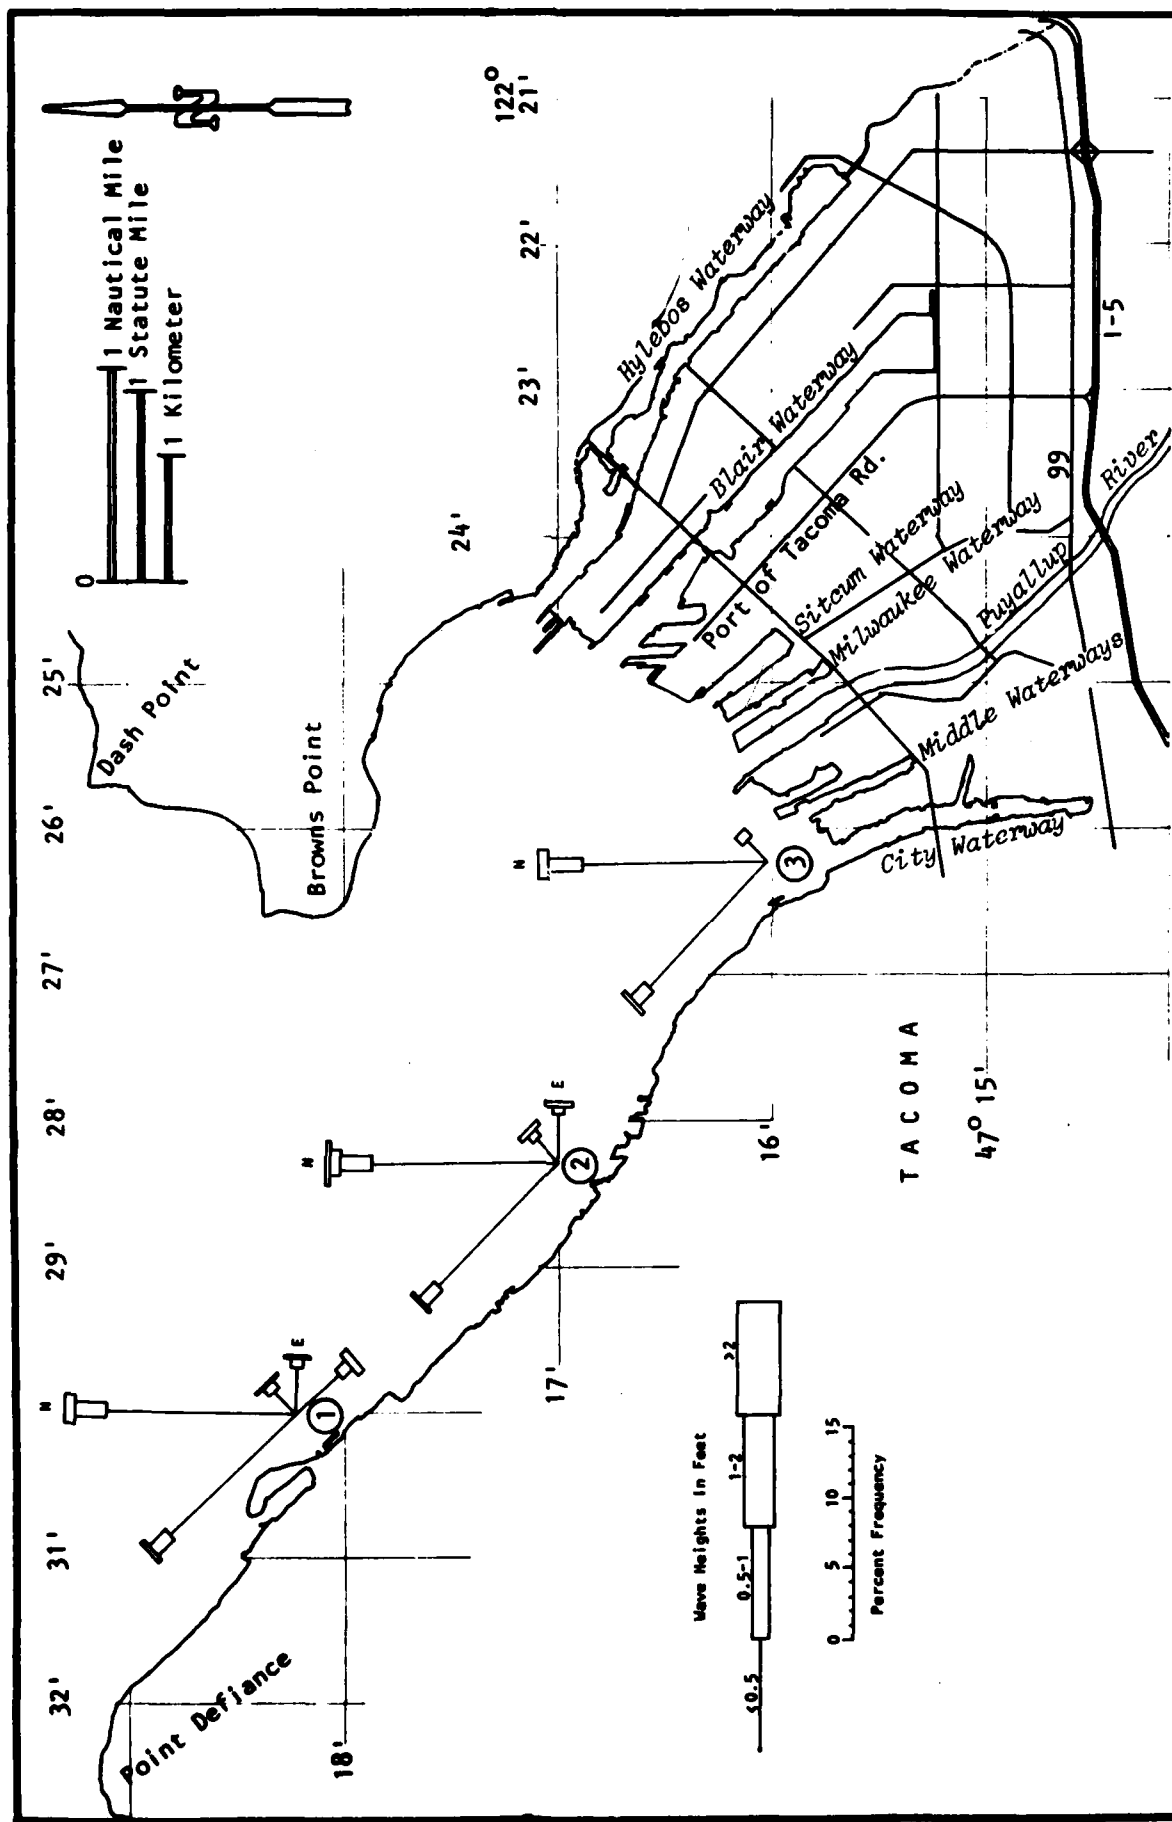 32'
31'
29'
28'
27'
26'
25'
24'
23'
22'
122°
21'
0
1 Nautical Mile
1 Statute Mile
1 Kilometer
N
Point Defiance
Dash Point
Browns Point
N
E
1
N
E
2
N
3
18'
17'
16'
47° 15'
TACOMA
Hylebos Waterway
Blair Waterway
Port of Tacoma Rd.
Sitcum Waterway
Milwaukee Waterway
Puyallup River
Middle Waterways
City Waterway
99
I-5
Wave Heights in Feet
≤0.5
0.5-1
1-2
>2
0
5
10
15
Percent Frequency